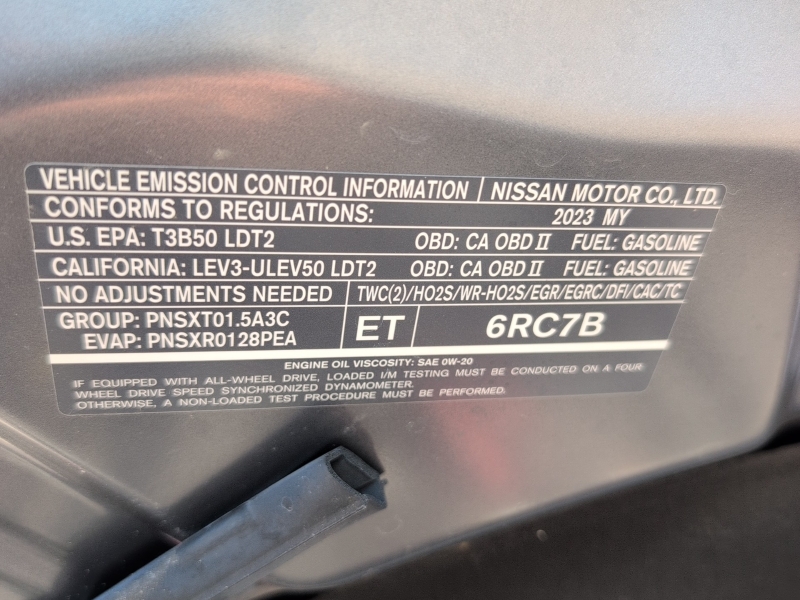 VEHICLE EMISSION CONTROL INFORMATION | NISSAN MOTOR CO., LTD.
CONFORMS TO REGULATIONS: 2023 MY
U.S. EPA: T3B50 LDT2 OBD: CA OBD II FUEL: GASOLINE
CALIFORNIA: LEV3-ULEV50 LDT2 OBD: CA OBD II FUEL: GASOLINE
NO ADJUSTMENTS NEEDED TWC(2)/HO2S/WR-HO2S/EGR/EGRC/DFI/CAC/TC
GROUP: PNSXT01.5A3C
EVAP: PNSXR0128PEA
ET
6RC7B
ENGINE OIL VISCOSITY: SAE 0W-20
IF EQUIPPED WITH ALL-WHEEL DRIVE, LOADED I/M TESTING MUST BE CONDUCTED ON A FOUR
WHEEL DRIVE SPEED SYNCHRONIZED DYNAMOMETER.
OTHERWISE, A NON-LOADED TEST PROCEDURE MUST BE PERFORMED.